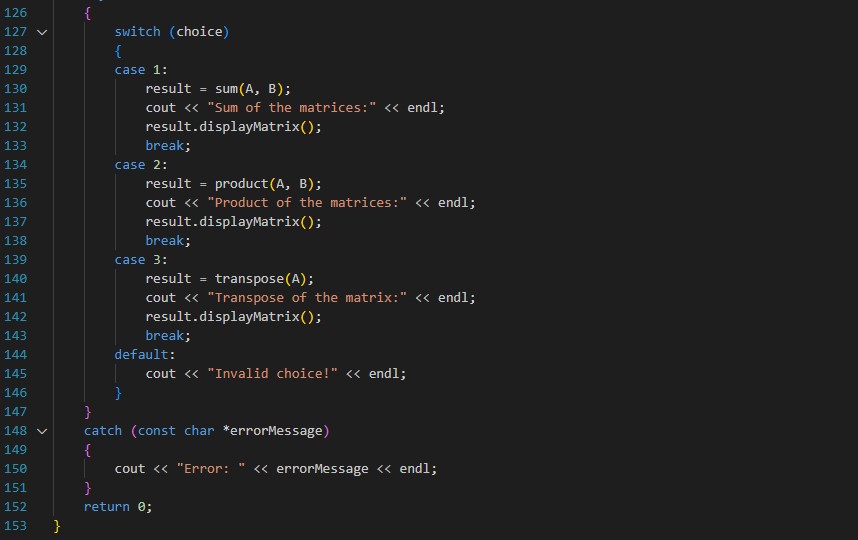 126 {
127 switch (choice)
128 {
129 case 1:
130 result = sum(A, B);
131 cout << "Sum of the matrices:" << endl;
132 result.displayMatrix();
133 break;
134 case 2:
135 result = product(A, B);
136 cout << "Product of the matrices:" << endl;
137 result.displayMatrix();
138 break;
139 case 3:
140 result = transpose(A);
141 cout << "Transpose of the matrix:" << endl;
142 result.displayMatrix();
143 break;
144 default:
145 cout << "Invalid choice!" << endl;
146 }
147 }
148 catch (const char *errorMessage)
149 {
150 cout << "Error: " << errorMessage << endl;
151 }
152 return 0;
153 }